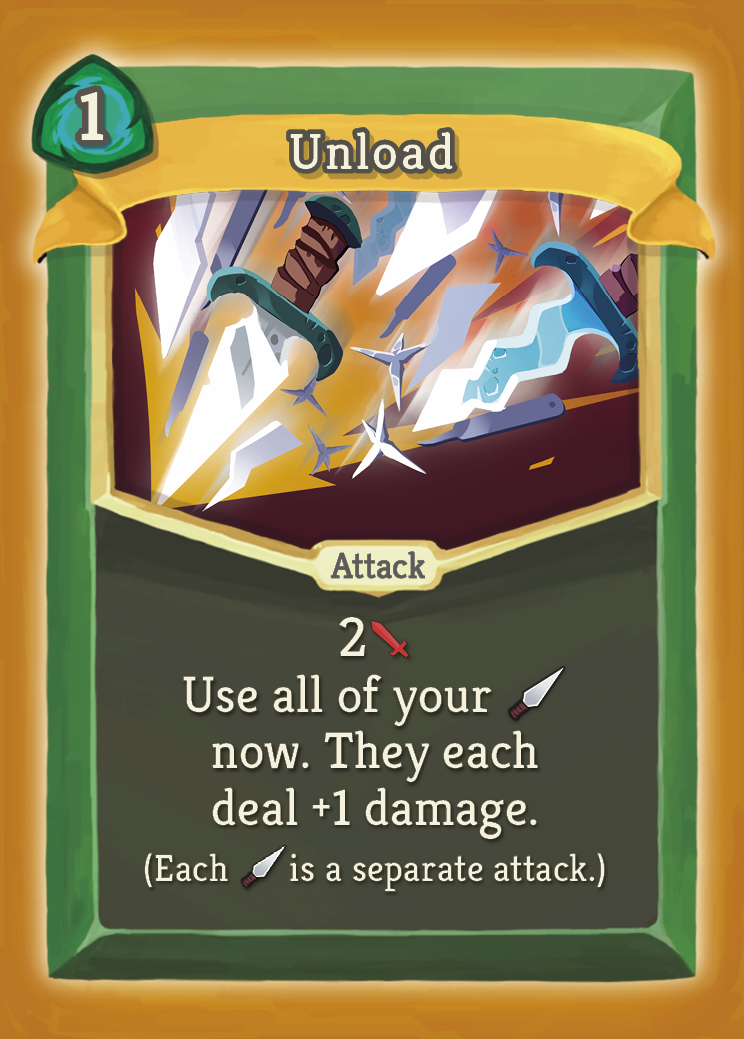 1
Unload
Attack
2
Use all of your
now. They each
deal +1 damage.
(Each is a separate attack.)